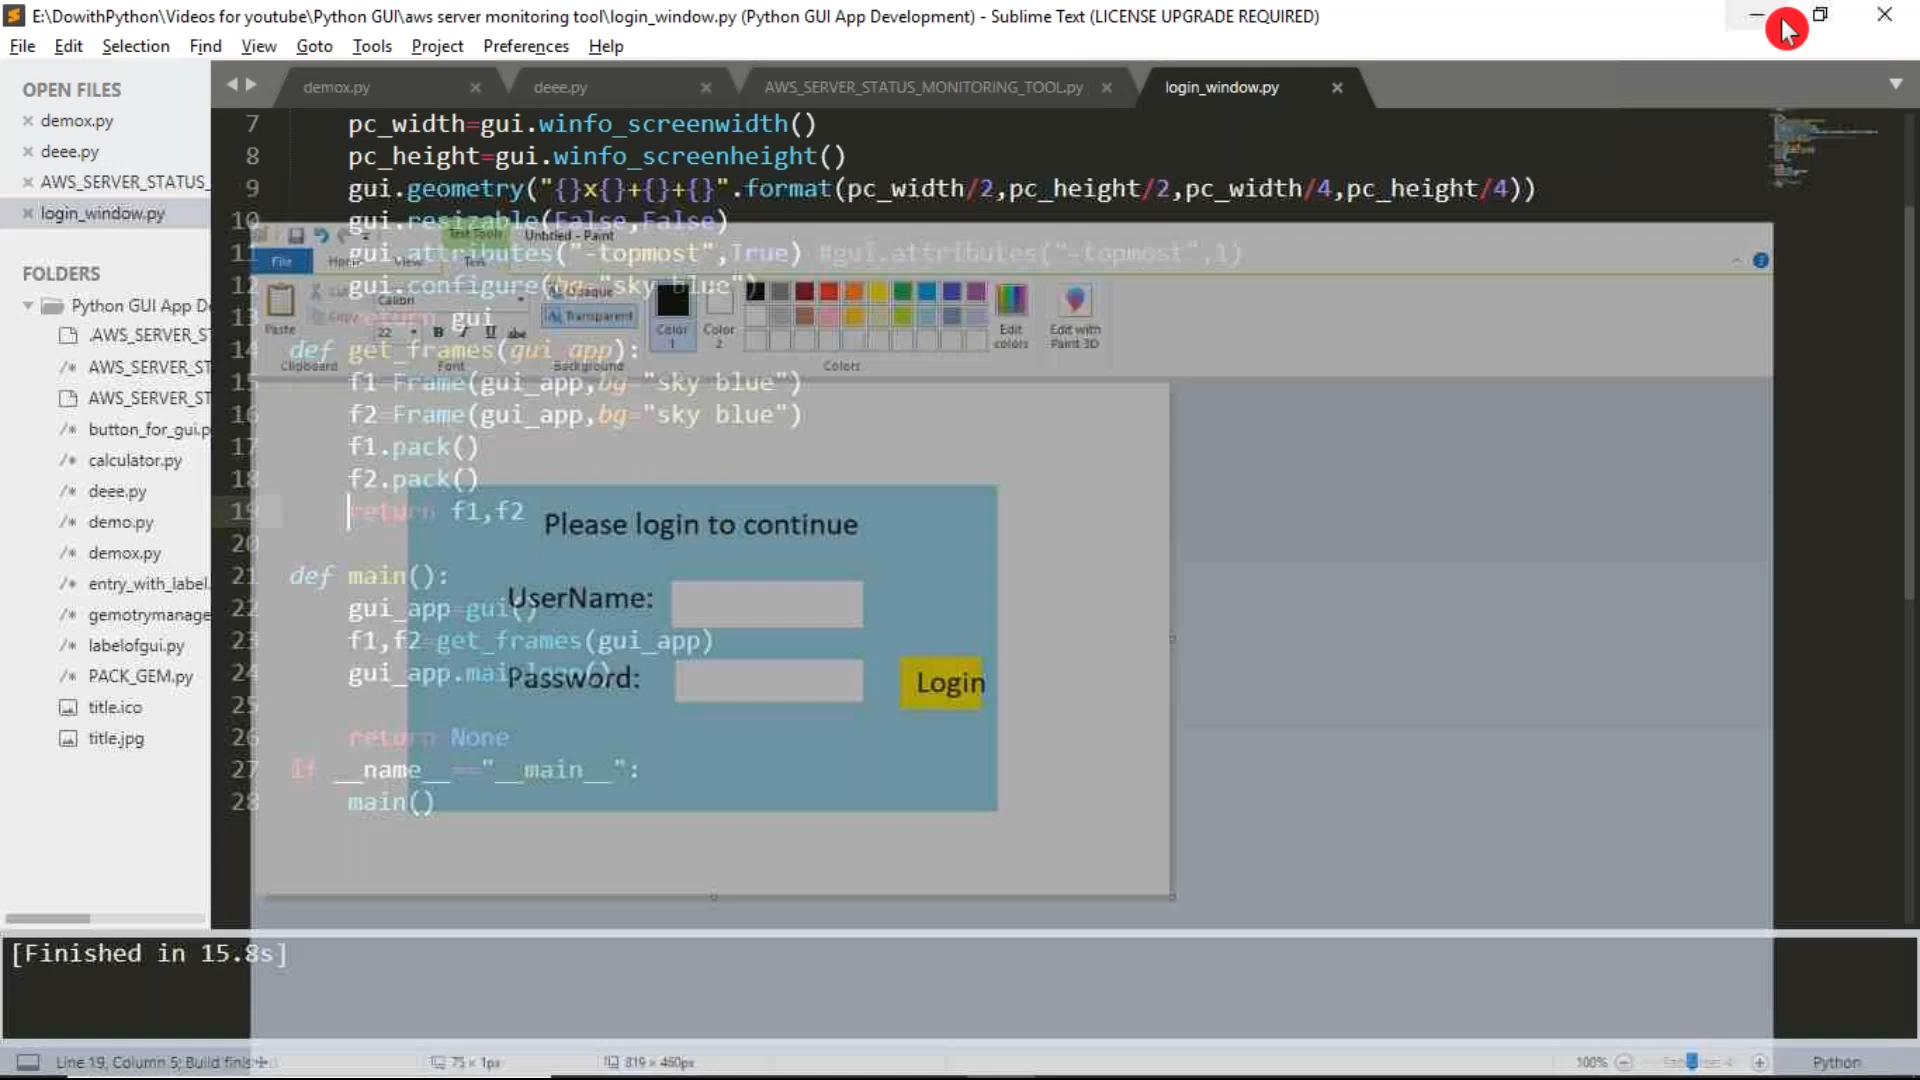 E:\DowithPython\Videos for youtube\Python GUI\aws server monitoring tool\login_window.py (Python GUI App Development) - Sublime Text (LICENSE UPGRADE REQUIRED)
File Edit Selection Find View Goto Tools Project Preferences Help
OPEN FILES
demox.py
deee.py
AWS_SERVER_STATUS_
login_window.py
FOLDERS
Python GUI App D
AWS_SERVER_S
/* AWS_SERVER_ST
AWS_SERVER_ST
/* button_for_gui.p
/* calculator.py
/* deee.py
/* demo.py
/* demox.py
/* entry_with_label.
/* gemotrymanage
/* labelofgui.py
/* PACK_GEM.py
title.ico
title.jpg
demox.py deee.py AWS_SERVER_STATUS_MONITORING_TOOL.py login_window.py
7 pc_width=gui.winfo_screenwidth()
8 pc_height=gui.winfo_screenheight()
9 gui.geometry("{}x{}+{}+{}".format(pc_width/2,pc_height/2,pc_width/4,pc_height/4))
10 gui.resizable(False,False)
11 gui.attributes("-topmost",True) #gui.attributes("-topmost",1)
12 gui.configure(bg="sky blue")
13 return gui
14 def get_frames(gui_app):
15 f1=Frame(gui_app,bg="sky blue")
16 f2=Frame(gui_app,bg="sky blue")
17 f1.pack()
18 f2.pack()
19 return f1,f2
20
21 def main():
22 gui_app=gui()
23 f1,f2=get_frames(gui_app)
24 gui_app.mainloop()
25
26 return None
27 if __name__=="__main__":
28 main()
Text Tools Untitled - Paint
File Home View Text
Paste Cut Copy
Clipboard
Calibri
22 B I U abc
Font
Opaque
Transparent
Background
Color 1
Color 2
Edit colors
Edit with Paint 3D
Colors
Please login to continue
UserName:
Password:
Login
[Finished in 15.8s]
Line 19, Column 5; Build finis
75 × 1px
819 × 460px
100%
Python